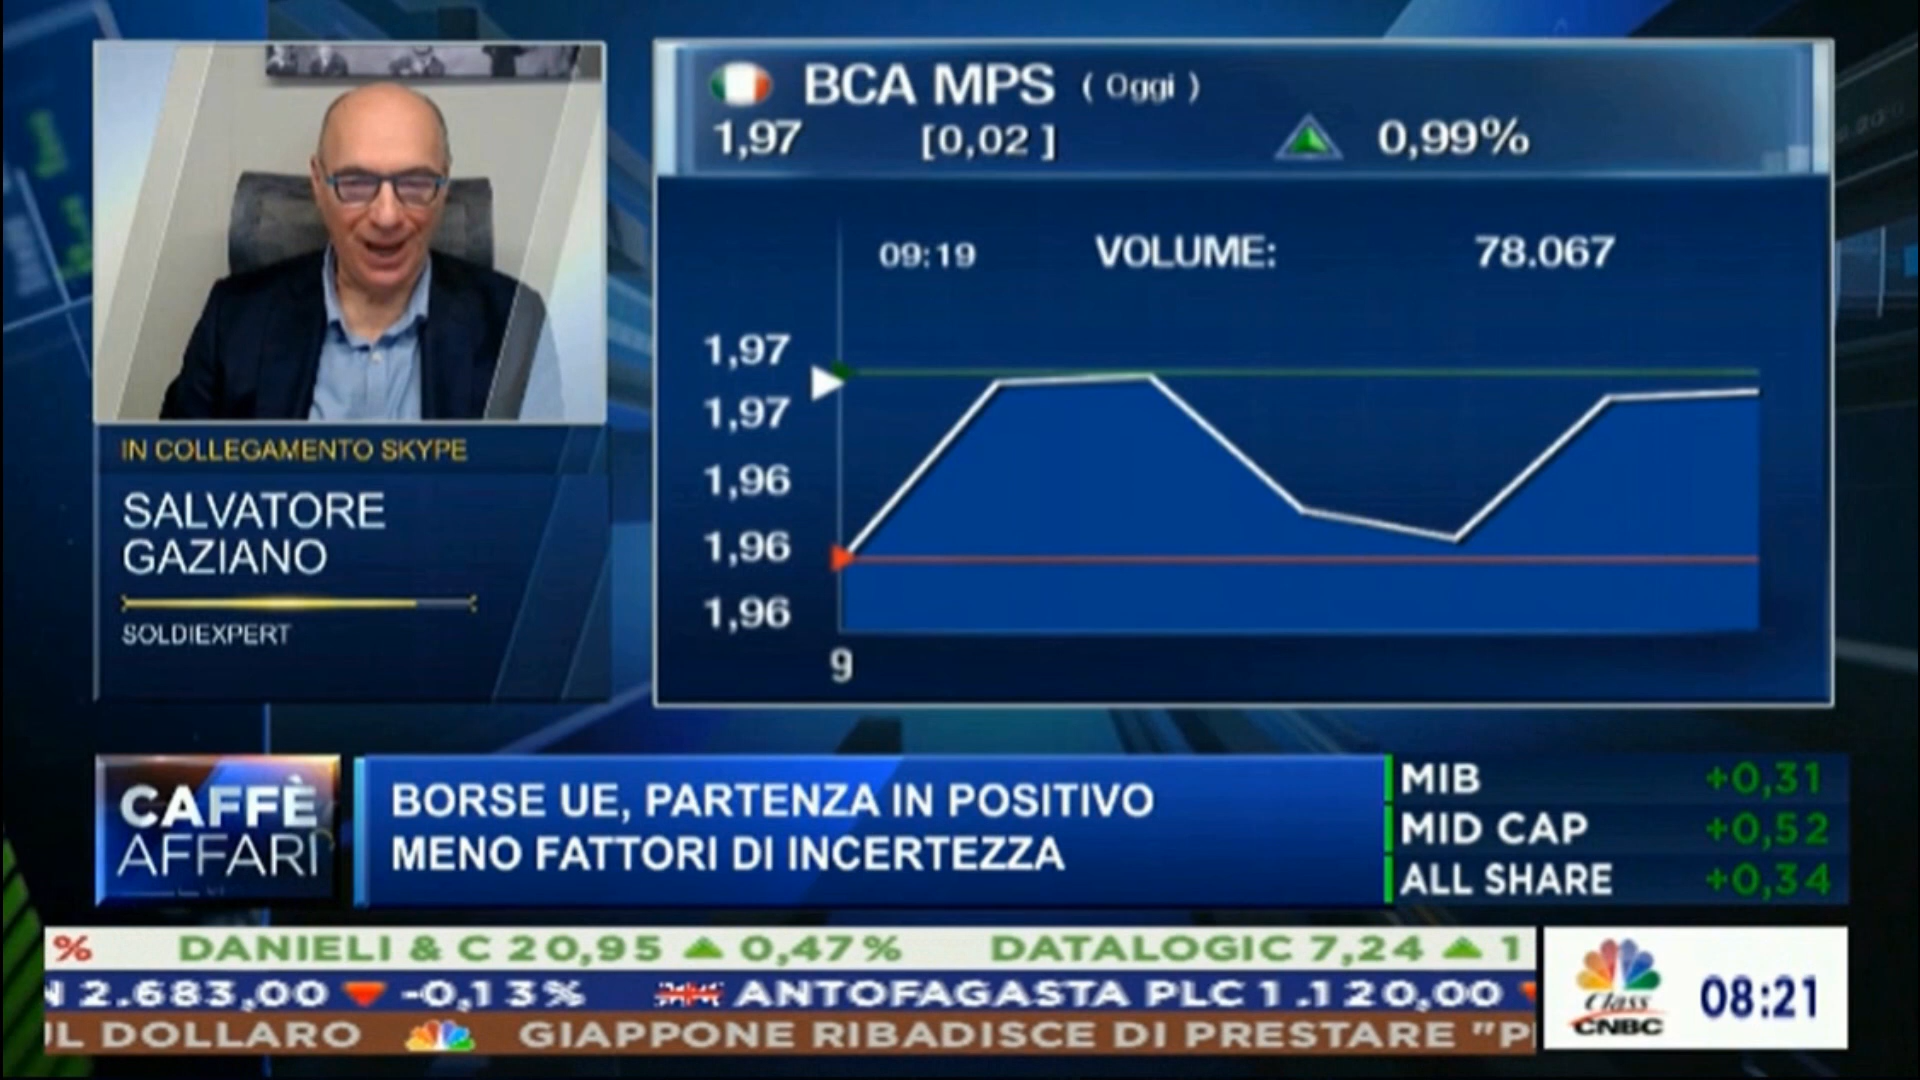 BCA MPS ( Oggi )
1,97 [0,02 ] 0,99%
09:19 VOLUME: 78.067
1,97
1,97
1,96
1,96
1,96
9
IN COLLEGAMENTO SKYPE
SALVATORE
GAZIANO
SOLDIEXPERT
CAFFÈ
AFFARI
BORSE UE, PARTENZA IN POSITIVO
MENO FATTORI DI INCERTEZZA
MIB +0,31
MID CAP +0,52
ALL SHARE +0,34
% DANIELI & C 20,95 0,47% DATALOGIC 7,24 1
2.683,00 -0,13% ANTOFAGASTA PLC 1.120,00
DOLLARO GIAPPONE RIBADISCE DI PRESTARE "P
Class
CNBC
08:21